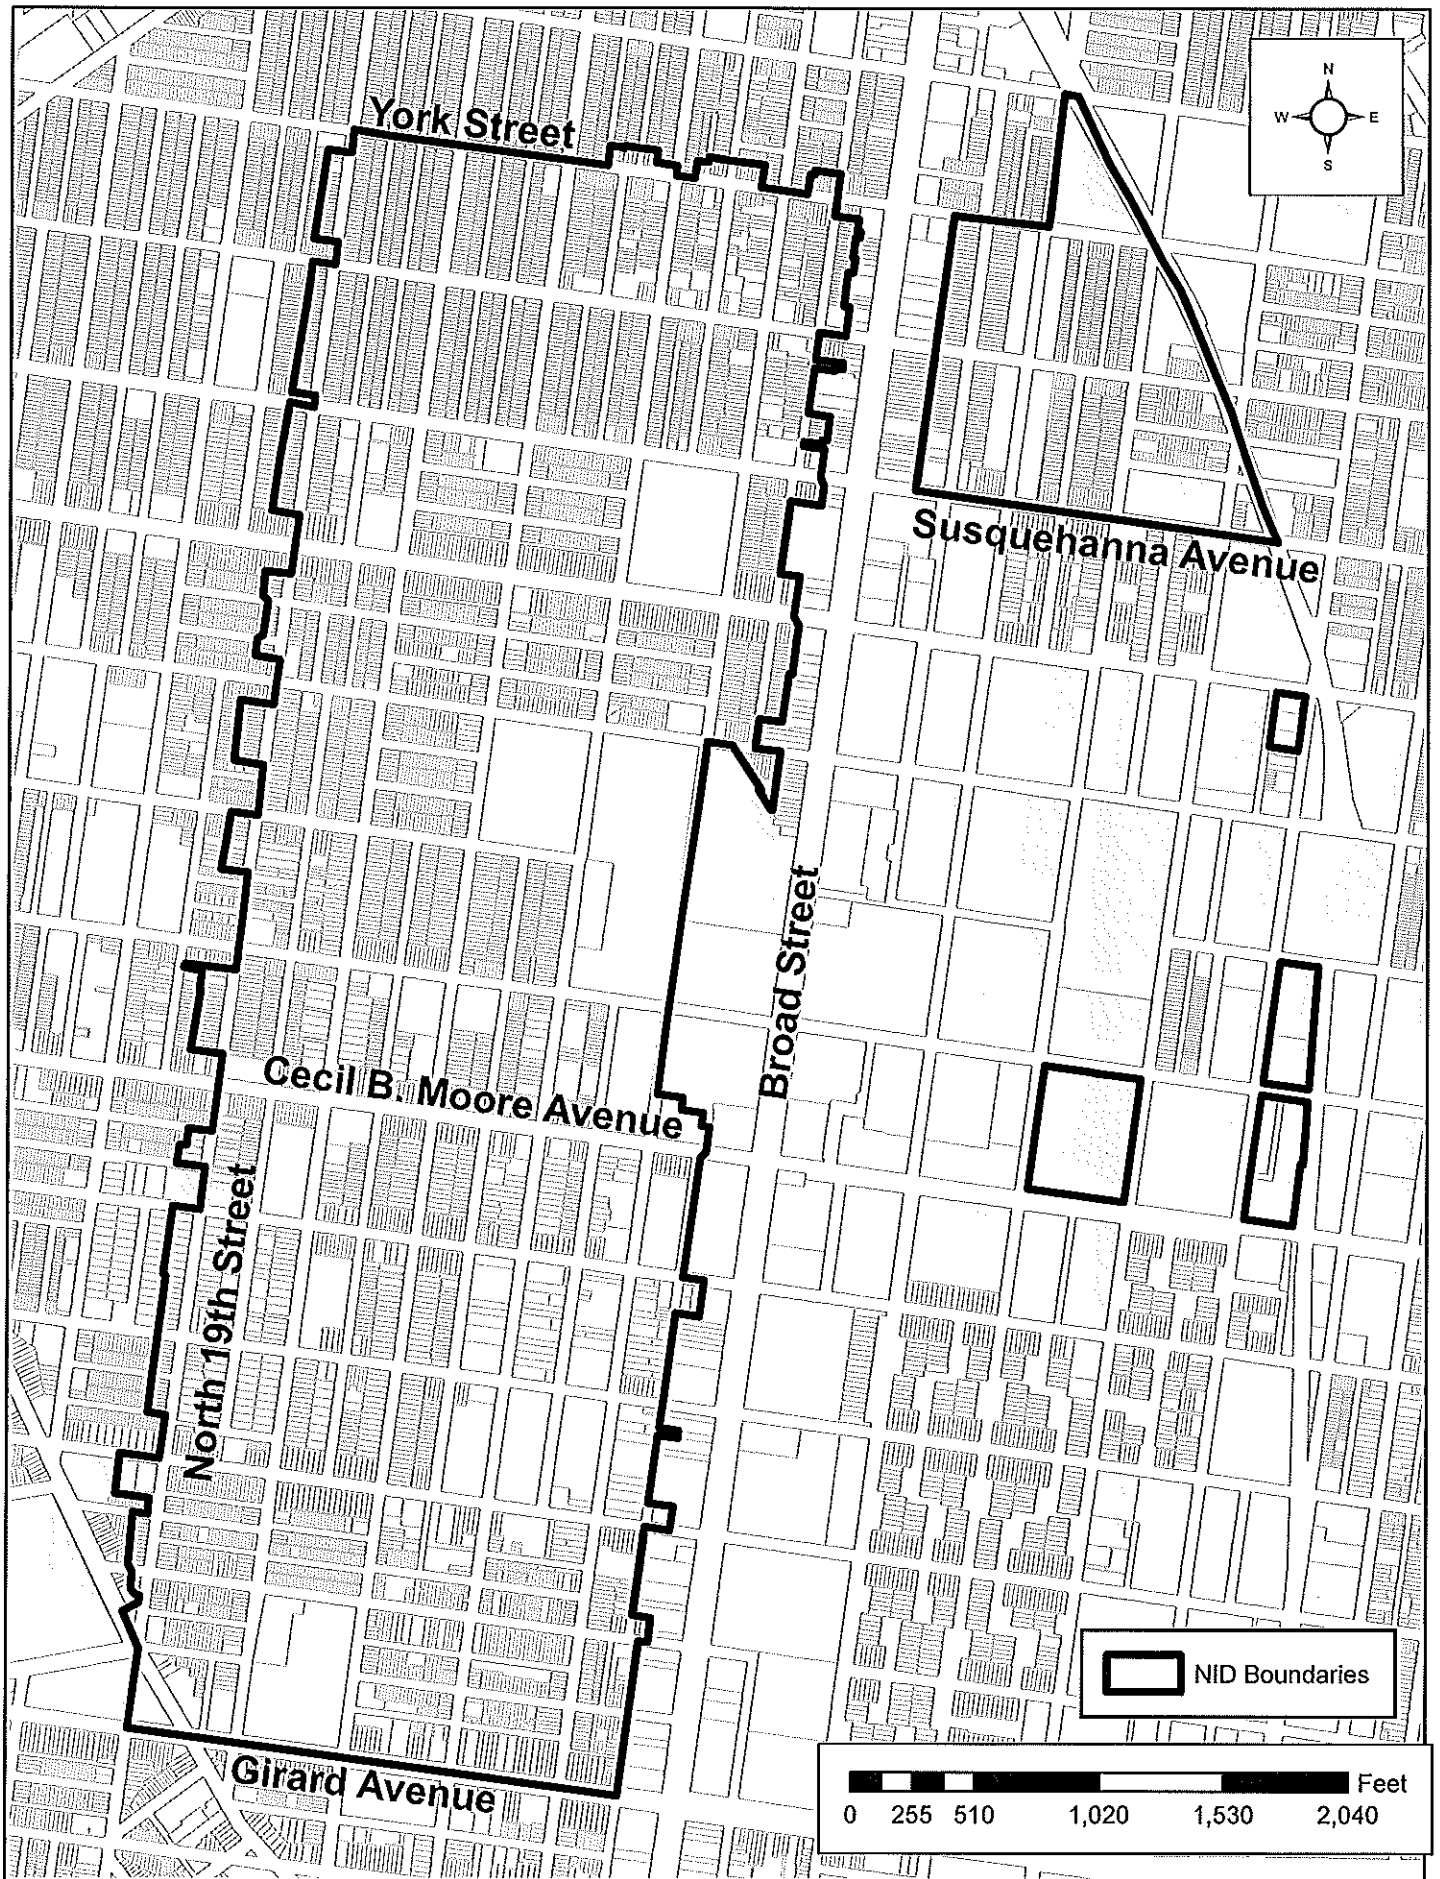 York Street
N
W E
S
Susquehanna Avenue
Broad Street
Cecil B. Moore Avenue
North 19th Street
NID Boundaries
Girard Avenue
Feet
0 255 510 1,020 1,530 2,040